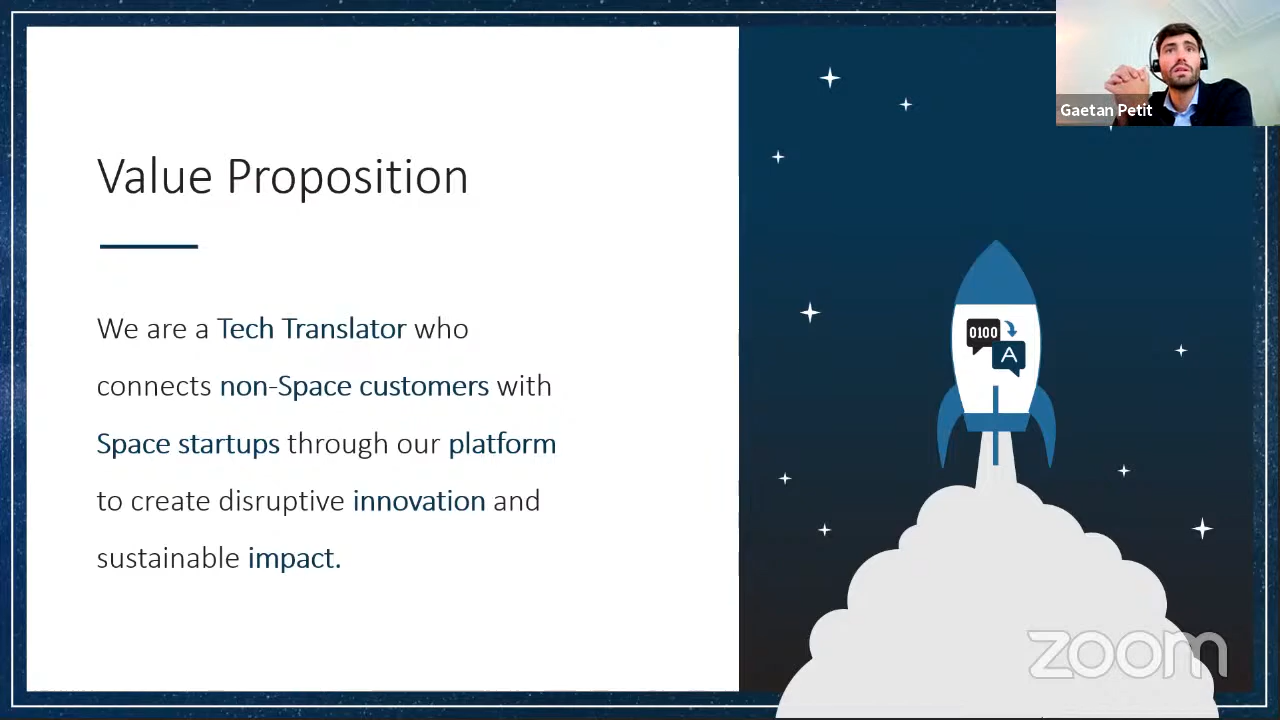 Gaetan Petit
Value Proposition
We are a Tech Translator who
connects non-Space customers with
Space startups through our platform
to create disruptive innovation and
sustainable impact.
0100
A
zoom